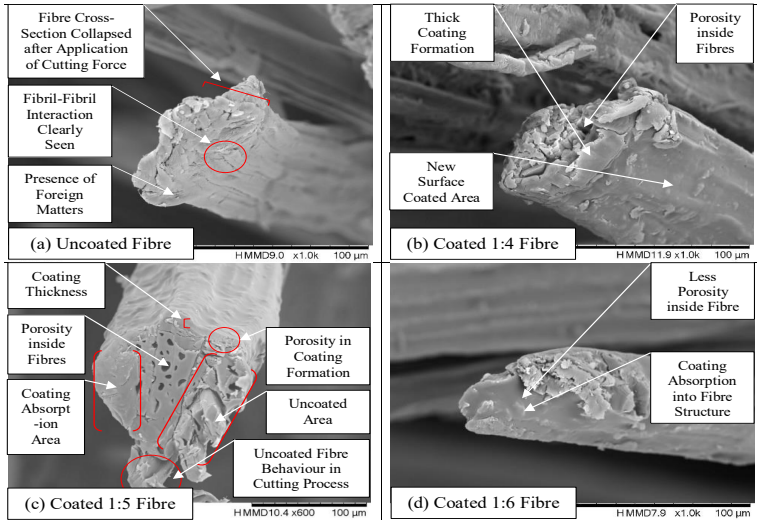 Fibre Cross-
Section Collapsed
after Application
of Cutting Force
Fibril-Fibril
Interaction
Clearly
Seen
Presence of
Foreign
Matters
(a) Uncoated Fibre
HMMD9.0 x1.0k 100 µm
Thick
Coating
Formation
Porosity
inside
Fibres
New
Surface
Coated Area
(b) Coated 1:4 Fibre
HMMD11.9 x1.0k 100 µm
Coating
Thickness
Porosity
inside
Fibres
Coating
Absorpt
-ion
Area
Porosity in
Coating
Formation
Uncoated
Area
Uncoated Fibre
Behaviour in
Cutting Process
(c) Coated 1:5 Fibre
HMMD10.4 x600 100 µm
Less
Porosity
inside Fibre
Coating
Absorption
into Fibre
Structure
(d) Coated 1:6 Fibre
HMMD7.9 x1.0k 100 µm